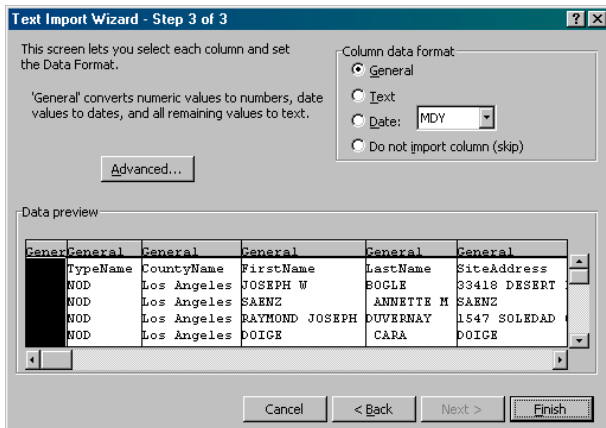 Text Import Wizard - Step 3 of 3
This screen lets you select each column and set
the Data Format.
'General' converts numeric values to numbers, date
values to dates, and all remaining values to text.
Advanced...
Column data format
General
Text
Date: MDY
Do not import column (skip)
Data preview
Gener General General General General General
TypeName CountyName FirstName LastName SiteAddress
NOD Los Angeles JOSEPH W BOGLE 33418 DESERT
NOD Los Angeles SAENZ ANNETTE M SAENZ
NOD Los Angeles RAYMOND JOSEPH DUVERNAY 1547 SOLEDAD
NOD Los Angeles DOIGE CARA DOIGE
Cancel < Back Next > Finish